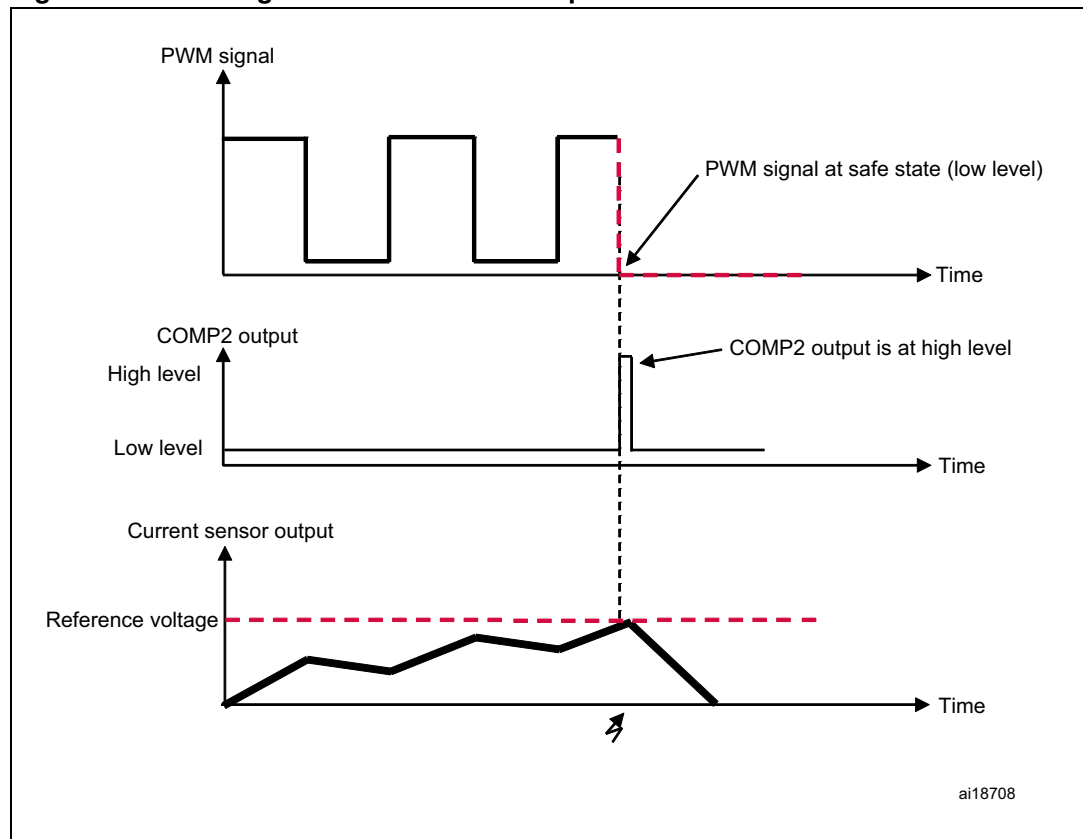 PWM signal
PWM signal at safe state (low level)
Time
COMP2 output
High level
COMP2 output is at high level
Low level
Time
Current sensor output
Reference voltage
Time
ai18708